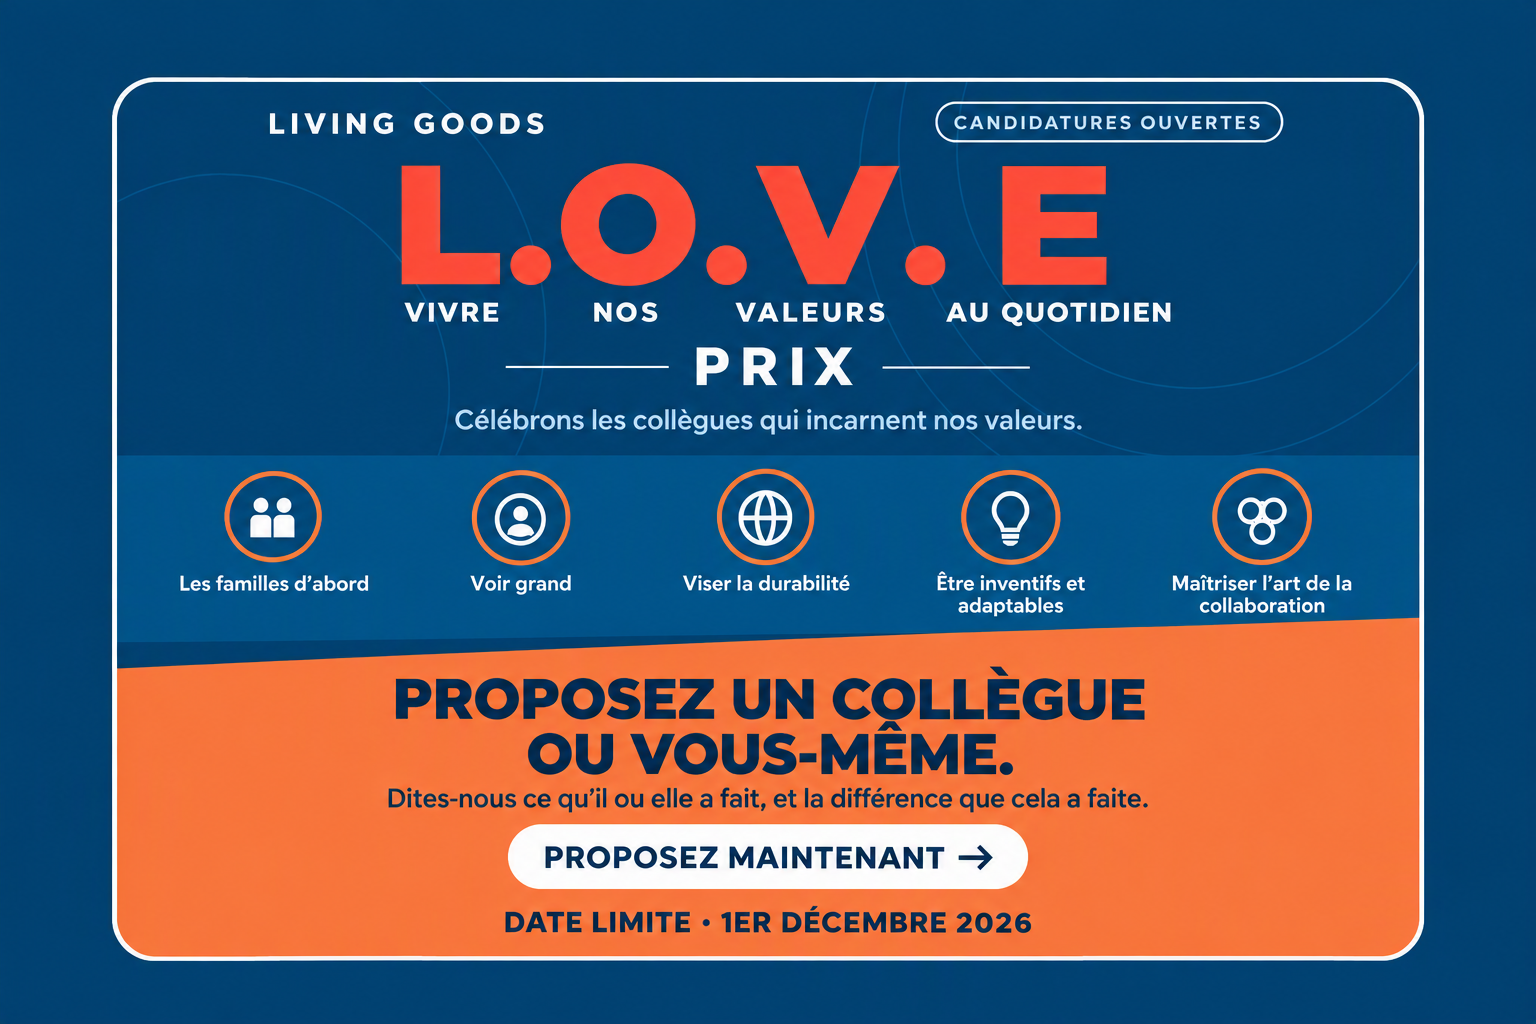 LIVING GOODS
CANDIDATURES OUVERTES
L.O.V.E
VIVRE NOS VALEURS AU QUOTIDIEN
PRIX
Célébrons les collègues qui incarnent nos valeurs.
Les familles d’abord
Voir grand
Viser la durabilité
Être inventifs et
adaptables
Maîtriser l’art de la
collaboration
PROPOSEZ UN COLLÈGUE
OU VOUS-MÊME.
Dites-nous ce qu’il ou elle a fait, et la différence que cela a faite.
PROPOSEZ MAINTENANT →
DATE LIMITE • 1ER DÉCEMBRE 2026